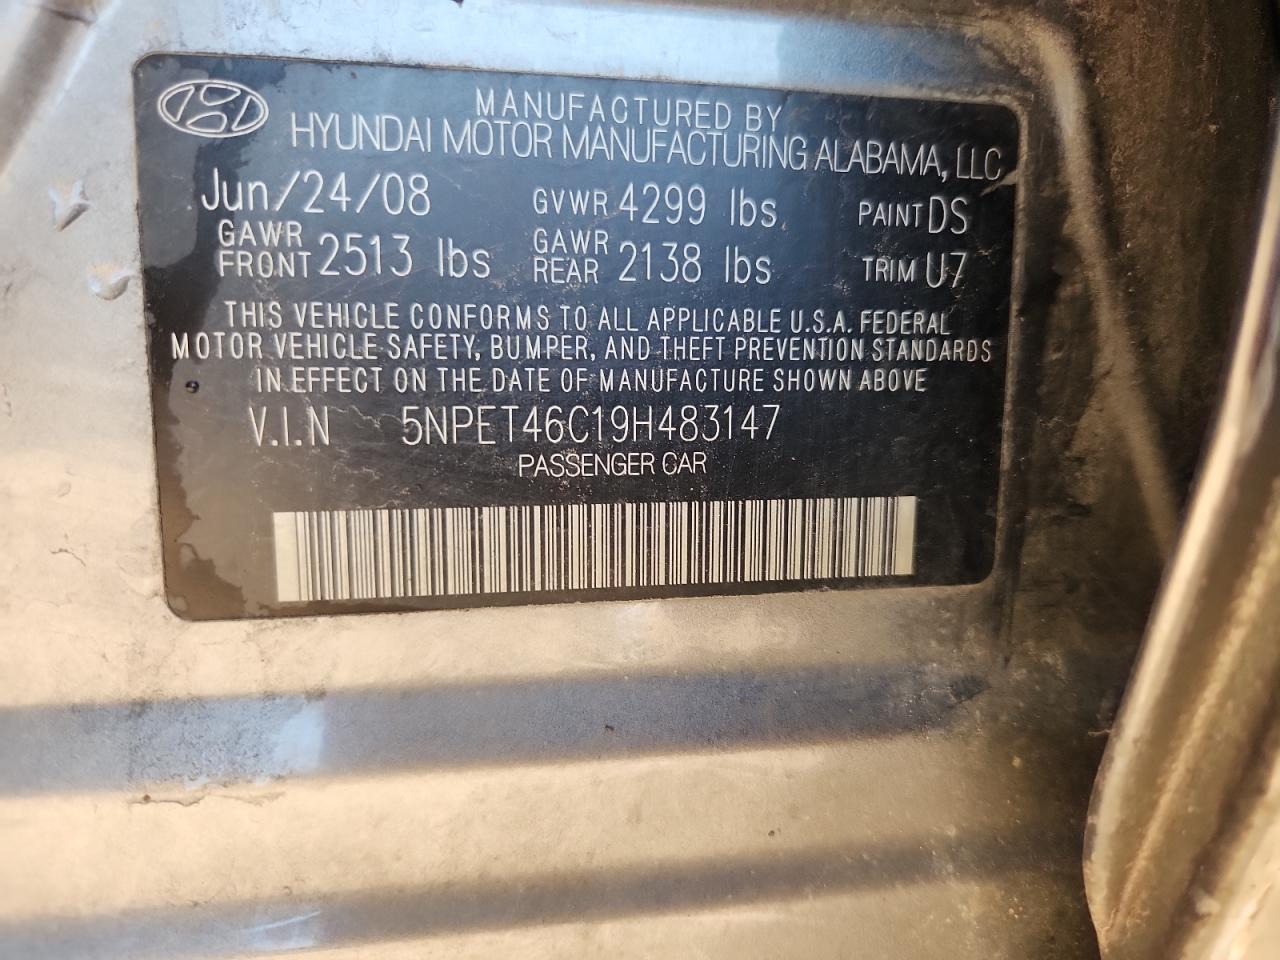 MANUFACTURED BY
HYUNDAI MOTOR MANUFACTURING ALABAMA, LLC
Jun/24/08 GVWR 4299 lbs. PAINT DS
GAWR FRONT 2513 lbs GAWR REAR 2138 lbs TRIM U7
THIS VEHICLE CONFORMS TO ALL APPLICABLE U.S.A. FEDERAL
MOTOR VEHICLE SAFETY, BUMPER, AND THEFT PREVENTION STANDARDS
IN EFFECT ON THE DATE OF MANUFACTURE SHOWN ABOVE
V.I.N 5NPET46C19H483147
PASSENGER CAR